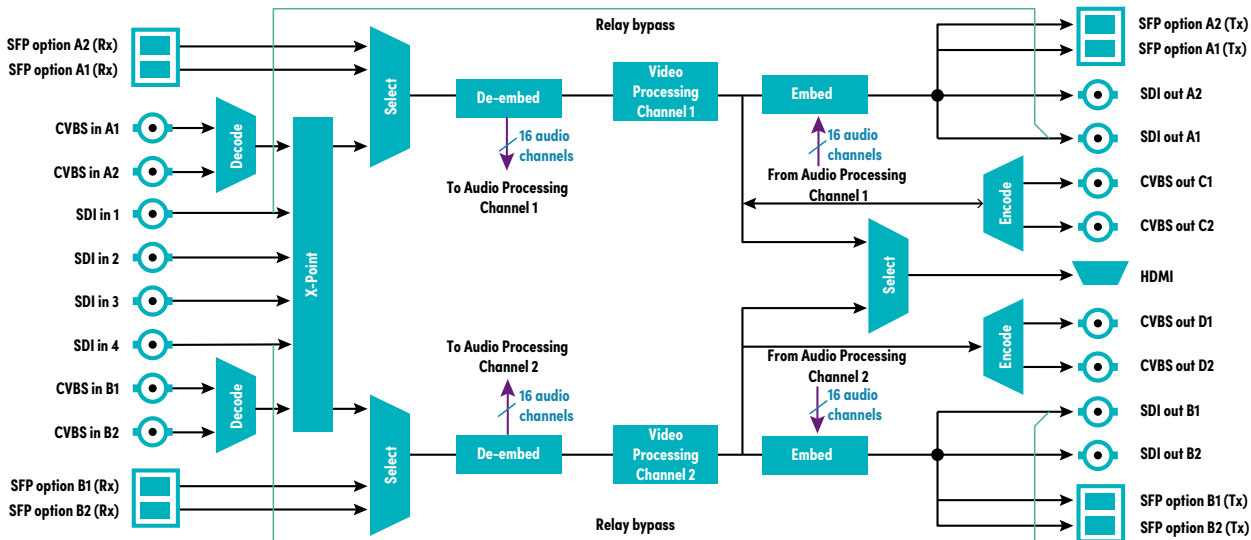 Relay bypass
SFP option A2 (Rx)
SFP option A1 (Rx)
CVBS in A1
CVBS in A2
SDI in 1
SDI in 2
SDI in 3
SDI in 4
CVBS in B1
CVBS in B2
SFP option B1 (Rx)
SFP option B2 (Rx)
Decode
Decode
X-Point
Select
Select
De-embed
16 audio
channels
To Audio Processing
Channel 1
Video
Processing
Channel 1
Embed
16 audio
channels
From Audio Processing
Channel 1
Encode
Select
Encode
To Audio Processing
Channel 2
16 audio
channels
De-embed
Video
Processing
Channel 2
From Audio Processing
Channel 2
16 audio
channels
Embed
Relay bypass
SFP option A2 (Tx)
SFP option A1 (Tx)
SDI out A2
SDI out A1
CVBS out C1
CVBS out C2
HDMI
CVBS out D1
CVBS out D2
SDI out B1
SDI out B2
SFP option B1 (Tx)
SFP option B2 (Tx)